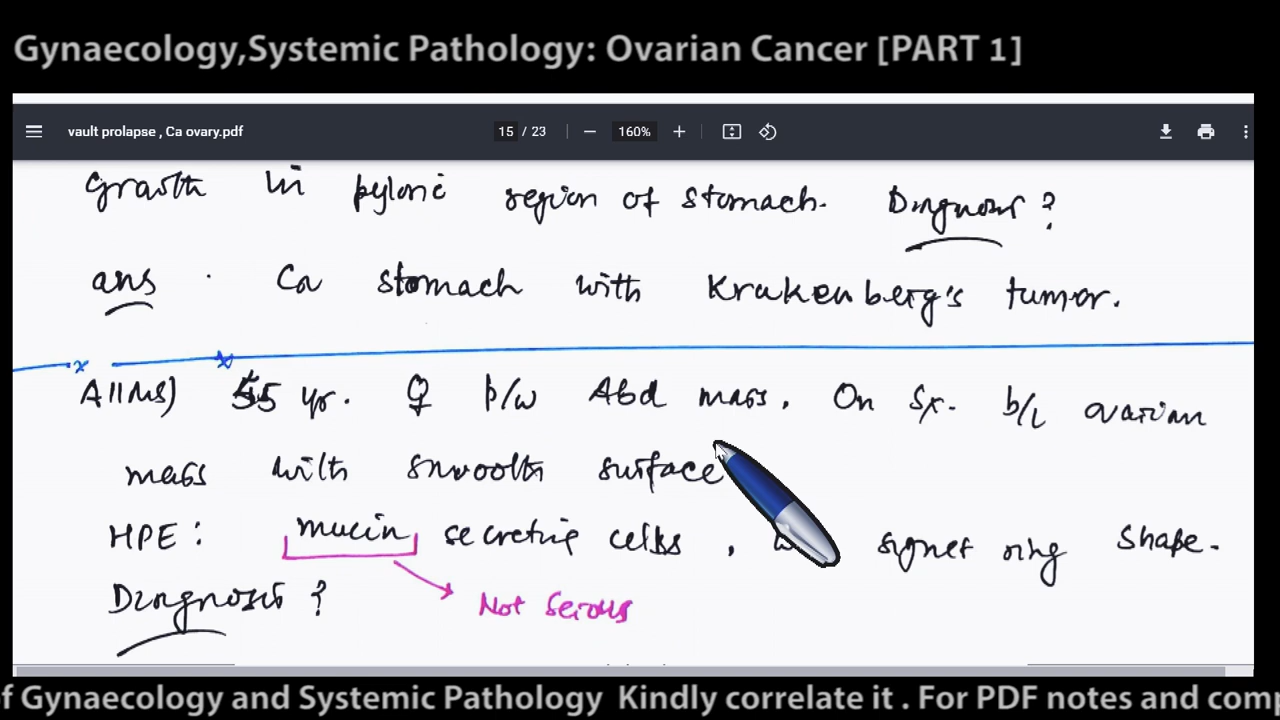 Gynaecology,Systemic Pathology: Ovarian Cancer [PART 1]
vault prolapse , Ca ovary.pdf 15 / 23 160%
Growth in pyloric region of stomach. Diagnosis ?
ans . Ca stomach with Krukenberg's tumor.
x x
AIIMS) 55 yr. ♀ p/w Abd mass. On Sx. b/L ovarian
mass with smooth surface
HPE : mucin secreting cells , signet ring shape.
Diagnosis ?
Not Serous
of Gynaecology and Systemic Pathology Kindly correlate it . For PDF notes and comp